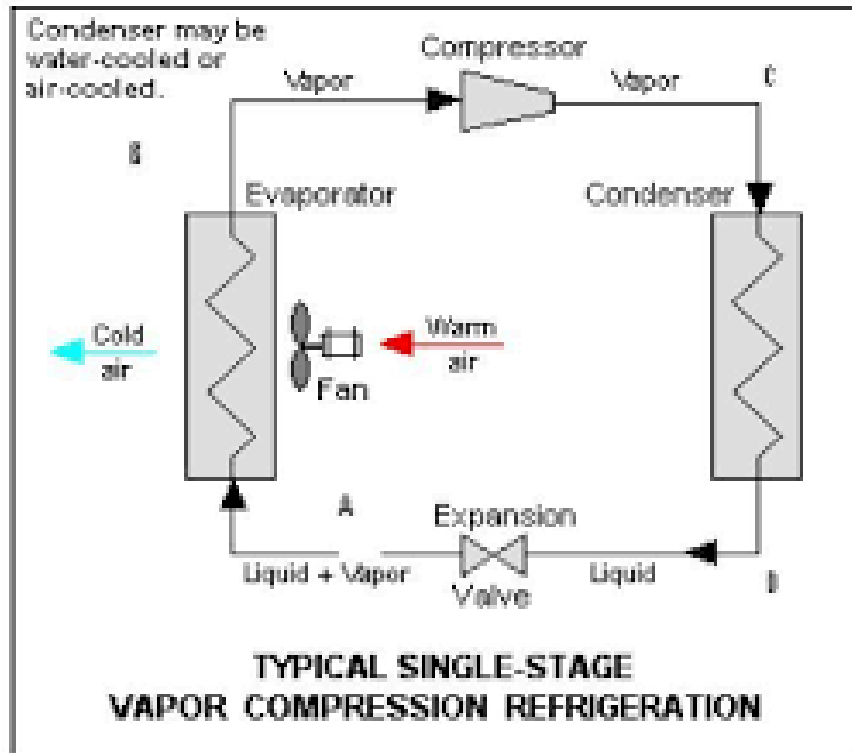 Condenser may be
water-cooled or
air-cooled.
Compressor
Vapor
Vapor
C
B
Evaporator
Condenser
Cold
air
Warm
air
Fan
A
Expansion
Valve
Liquid + Vapor
Liquid
D
TYPICAL SINGLE-STAGE
VAPOR COMPRESSION REFRIGERATION